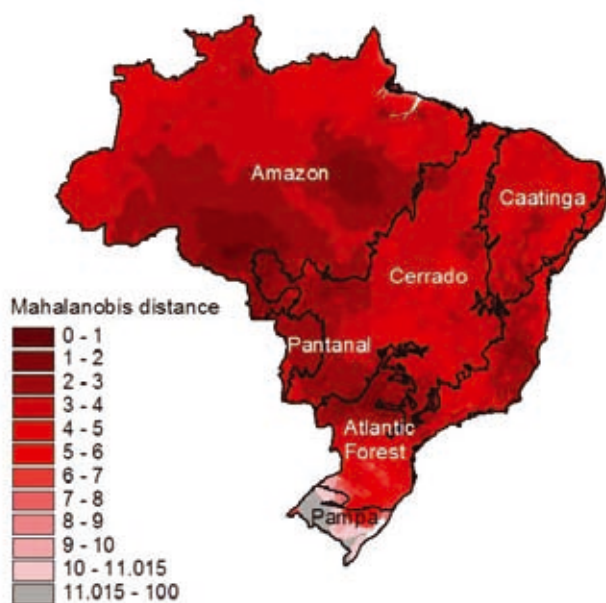 Amazon
Caatinga
Cerrado
Mahalanobis distance
0 - 1
1 - 2
2 - 3
3 - 4
4 - 5
5 - 6
6 - 7
7 - 8
8 - 9
9 - 10
10 - 11.015
11.015 - 100
Pantanal
Atlantic
Forest
Pampa